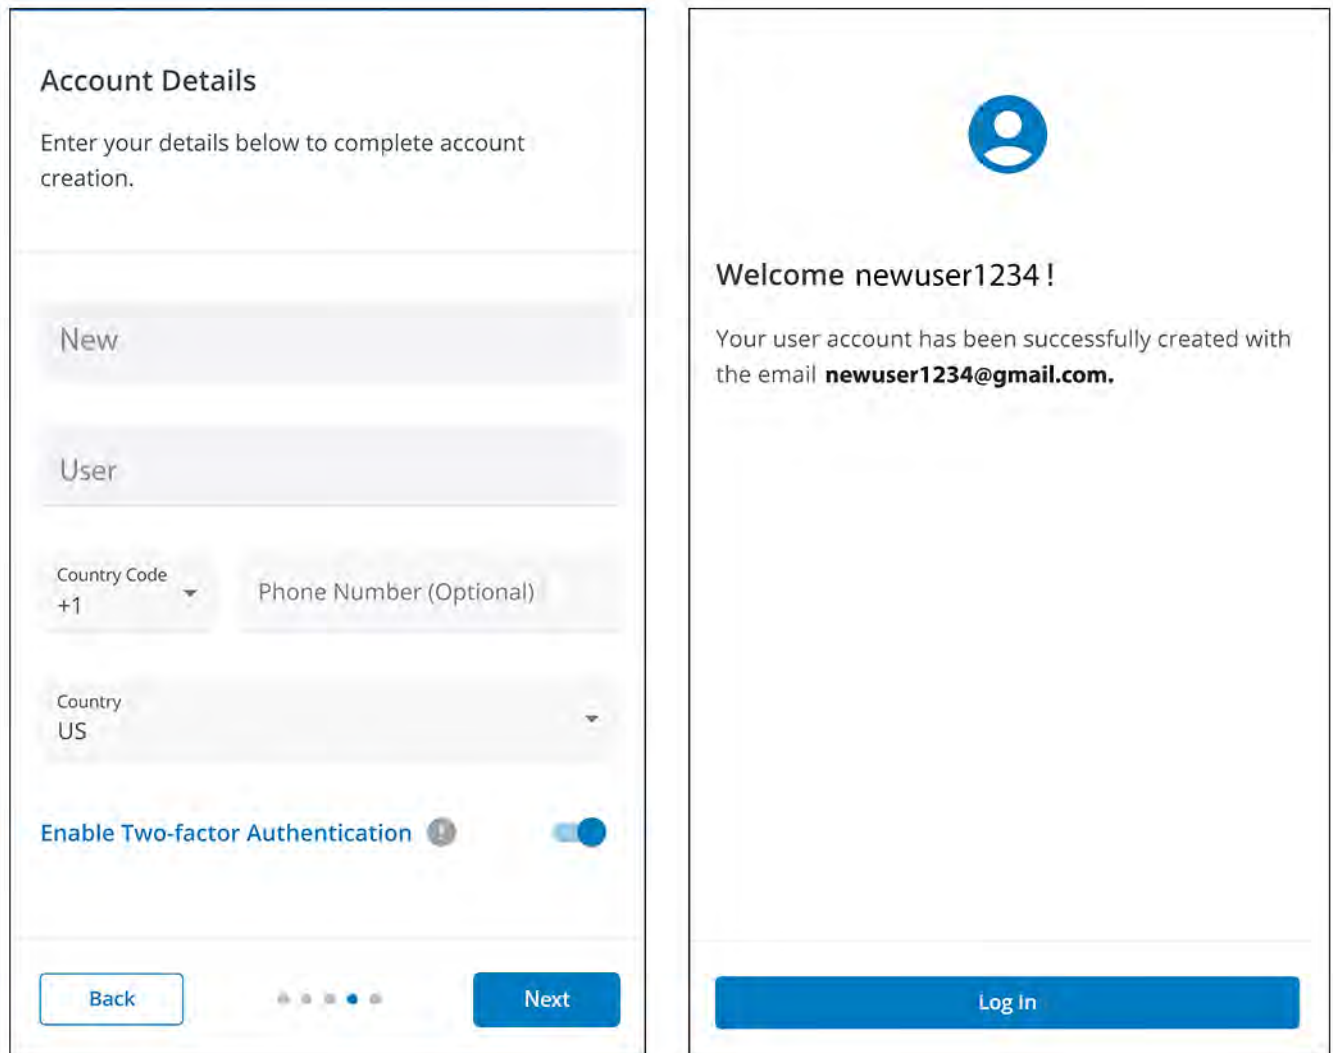 Account Details
Enter your details below to complete account
creation.
New
User
Country Code
+1
Phone Number (Optional)
Country
US
Enable Two-factor Authentication
Back
Next
Welcome newuser1234 !
Your user account has been successfully created with
the email newuser1234@gmail.com.
Log In